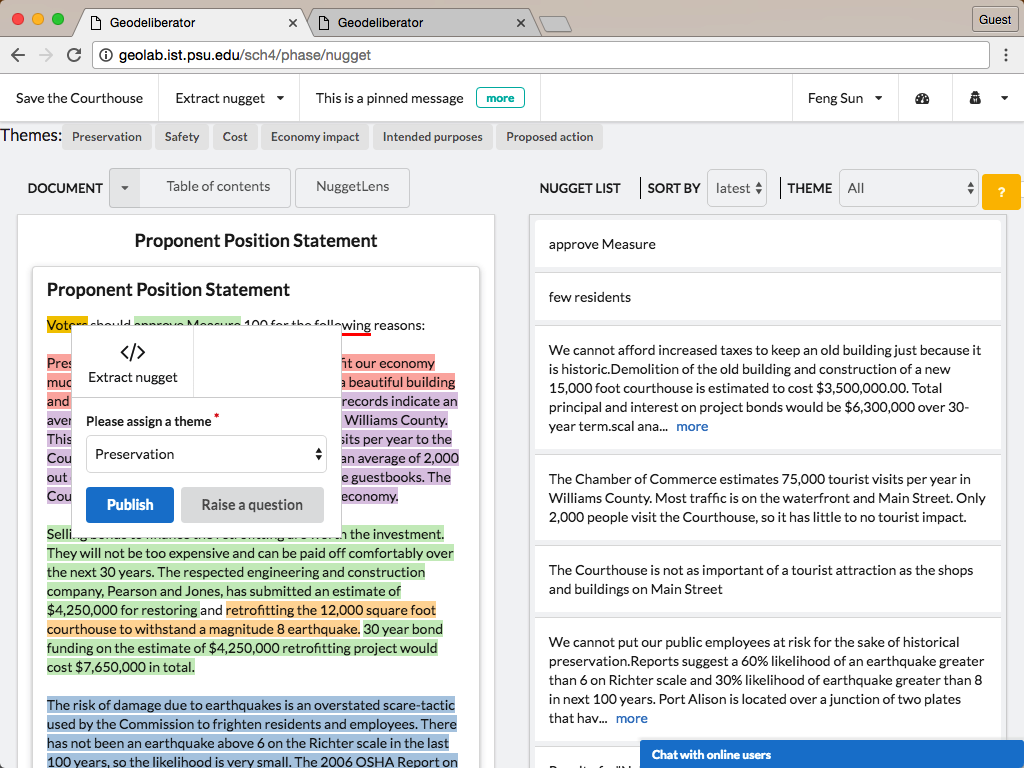 Geodeliberator
Geodeliberator
Guest
geolab.ist.psu.edu/sch4/phase/nugget
Save the Courthouse
Extract nugget
This is a pinned message
more
Feng Sun
Themes:
Preservation
Safety
Cost
Economy impact
Intended purposes
Proposed action
DOCUMENT
Table of contents
NuggetLens
NUGGET LIST
SORT BY
latest
THEME
All
?
Proponent Position Statement
Proponent Position Statement
Voters should approve Measure 100 for the following reasons:
Pres
fit our economy
muc
a beautiful building
and
records indicate an
aver
Williams County.
This
sits per year to the
Cou
an average of 2,000
out
e guestbooks. The
Cou
economy.
</> 
Extract nugget
Please assign a theme *
Preservation
Publish
Raise a question
Selling bonds to finance the retrofitting are worth the investment.
They will not be too expensive and can be paid off comfortably over
the next 30 years. The respected engineering and construction
company, Pearson and Jones, has submitted an estimate of
$4,250,000 for restoring and retrofitting the 12,000 square foot
courthouse to withstand a magnitude 8 earthquake. 30 year bond
funding on the estimate of $4,250,000 retrofitting project would
cost $7,650,000 in total.
The risk of damage due to earthquakes is an overstated scare-tactic
used by the Commission to frighten residents and employees. There
has not been an earthquake above 6 on the Richter scale in the last
100 years, so the likelihood is very small. The 2006 OSHA Report on
approve Measure
few residents
We cannot afford increased taxes to keep an old building just because it
is historic.Demolition of the old building and construction of a new
15,000 foot courthouse is estimated to cost $3,500,000.00. Total
principal and interest on project bonds would be $6,300,000 over 30-
year term.scal ana... more
The Chamber of Commerce estimates 75,000 tourist visits per year in
Williams County. Most traffic is on the waterfront and Main Street. Only
2,000 people visit the Courthouse, so it has little to no tourist impact.
The Courthouse is not as important of a tourist attraction as the shops
and buildings on Main Street
We cannot put our public employees at risk for the sake of historical
preservation.Reports suggest a 60% likelihood of an earthquake greater
than 6 on Richter scale and 30% likelihood of earthquake greater than 8
in next 100 years. Port Alison is located over a junction of two plates
that hav... more
Chat with online users